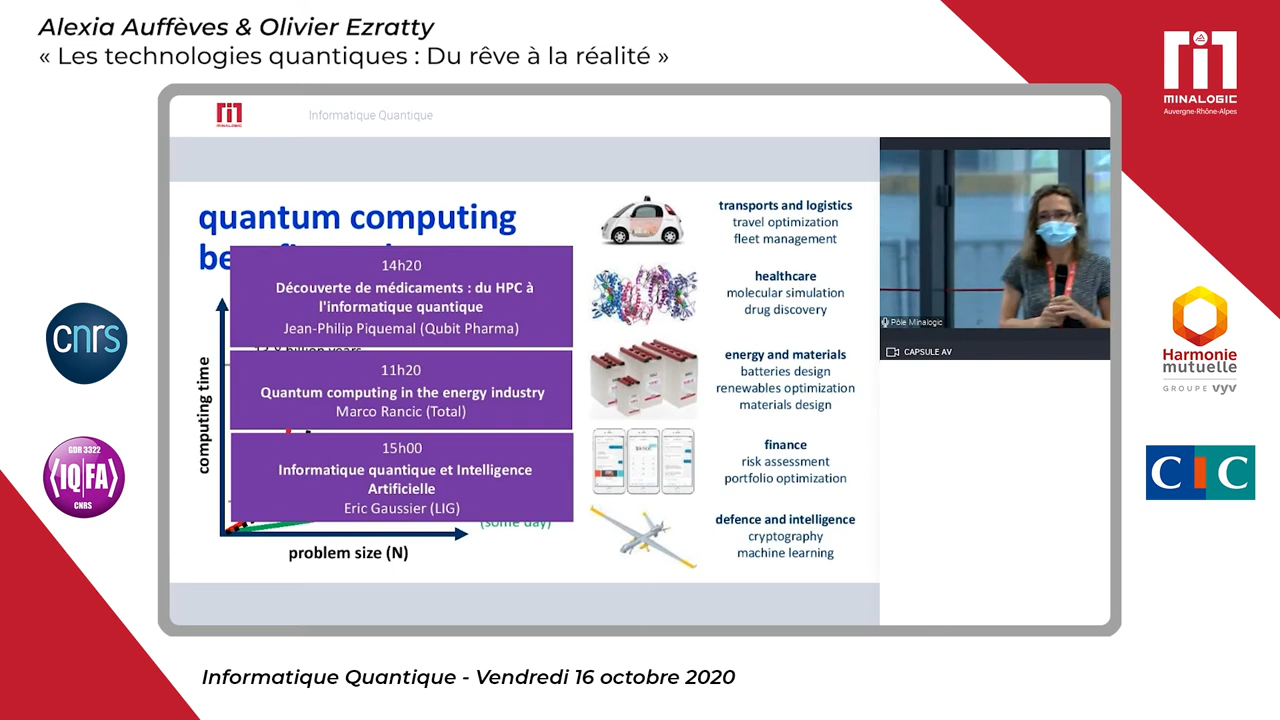 Alexia Auffèves & Olivier Ezratty
« Les technologies quantiques : Du rêve à la réalité »
MINALOGIC
Auvergne-Rhône-Alpes
MINALOGIC
Informatique Quantique
quantum computing
be
14h20
Découverte de médicaments : du HPC à
l'informatique quantique
Jean-Philip Piquemal (Qubit Pharma)
11h20
Quantum computing in the energy industry
Marco Rancic (Total)
15h00
Informatique quantique et Intelligence
Artificielle
Eric Gaussier (LIG)
(some day)
computing time
problem size (N)
transports and logistics
travel optimization
fleet management
healthcare
molecular simulation
drug discovery
energy and materials
batteries design
renewables optimization
materials design
finance
risk assessment
portfolio optimization
defence and intelligence
cryptography
machine learning
Pôle Minalogic
CAPSULE AV
cnrs
GDR 3322
IQ FA
CNRS
Harmonie
mutuelle
GROUPE vyv
CIC
Informatique Quantique - Vendredi 16 octobre 2020